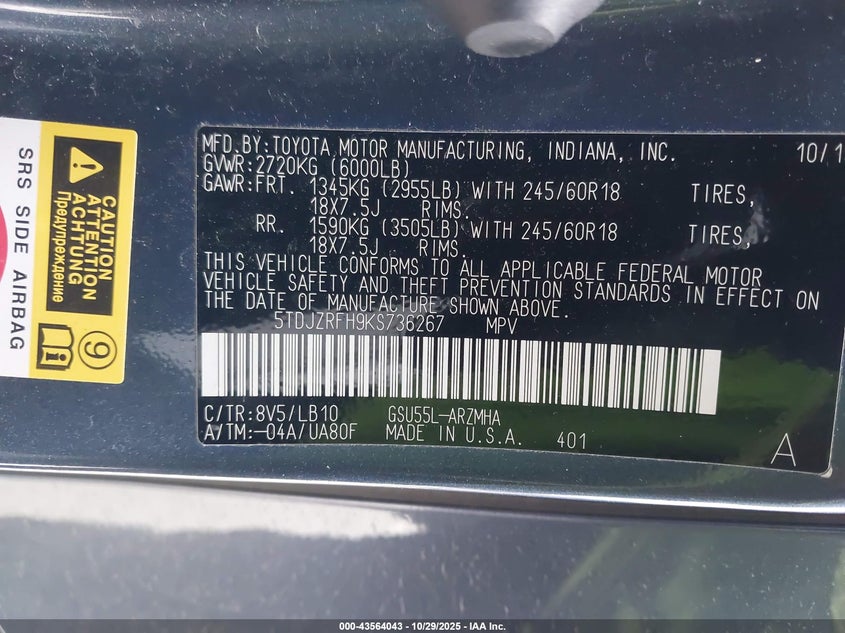 MFD.BY:TOYOTA MOTOR MANUFACTURING, INDIANA, INC. 10/1
GVWR:2720KG (6000LB)
GAWR:FRT. 1345KG (2955LB) WITH 245/60R18 TIRES,
18X7.5J RIMS.
RR. 1590KG (3505LB) WITH 245/60R18 TIRES,
18X7.5J RIMS.
THIS VEHICLE CONFORMS TO ALL APPLICABLE FEDERAL MOTOR
VEHICLE SAFETY AND THEFT PREVENTION STANDARDS IN EFFECT ON
THE DATE OF MANUFACTURE SHOWN ABOVE.
5TDJZRFH9KS736267 MPV
C/TR:8V5/LB10 GSU55L-ARZMHA
A/TM:-04A/UA80F MADE IN U.S.A. 401
A
CAUTION
ATTENTION
ACHTUNG
Предупреждение
9
SRS SIDE AIRBAG
000-43564043 - 10/29/2025 - IAA Inc.